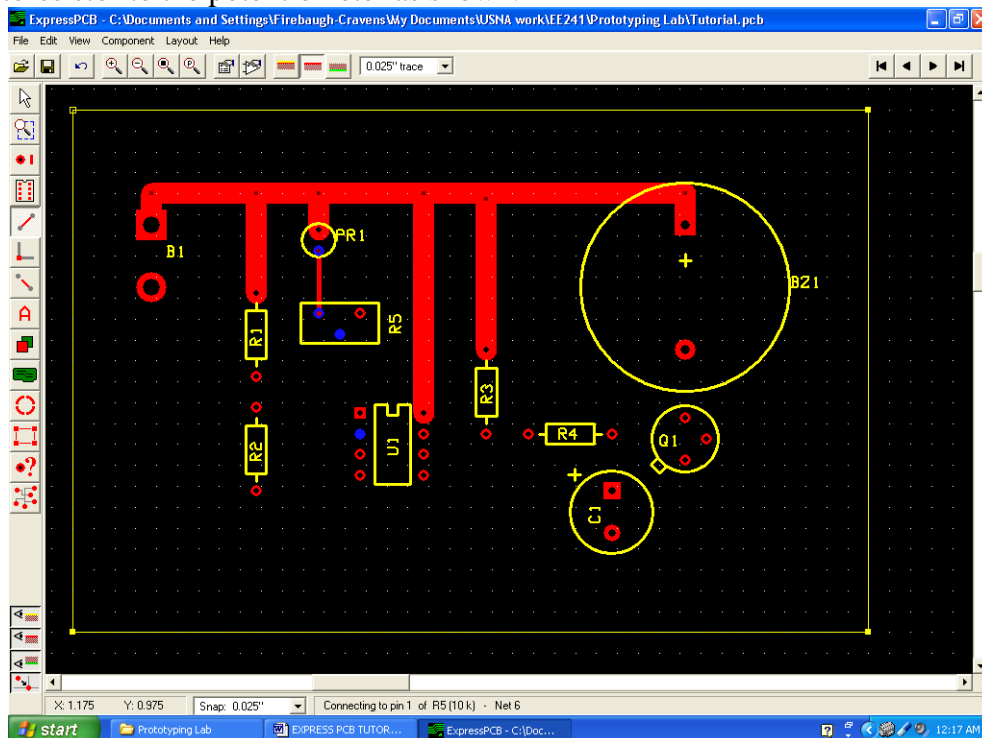 ExpressPCB - C:\Documents and Settings\Firebaugh-Cravens\My Documents\USNA work\EE241\Prototyping Lab\Tutorial.pcb
File Edit View Component Layout Help
0.025" trace
PR1
B1
BZ1
R5
R1
R3
R4
Q1
U1
R2
C1
X: 1.175 Y: 0.975 Snap: 0.025" Connecting to pin 1 of R5 (10 k) - Net 6
start Prototyping Lab EXPRESS PCB TUTOR... ExpressPCB - C:\Doc... 12:17 AM